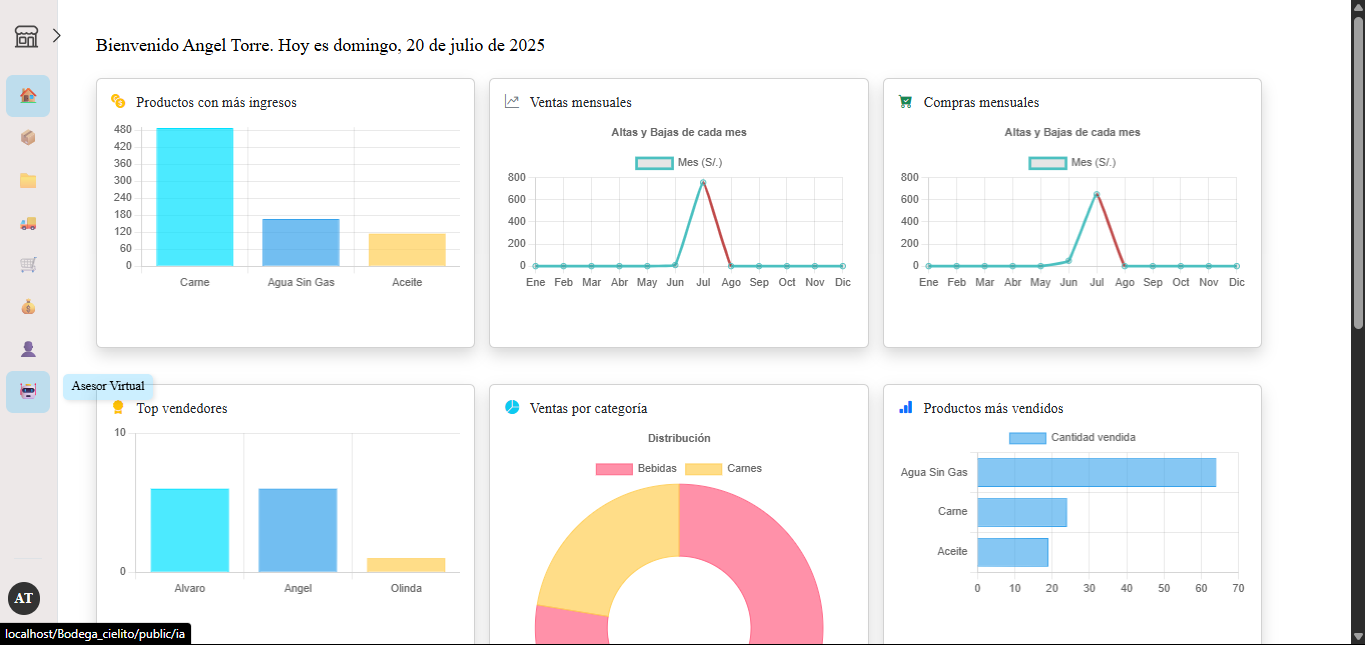 Bienvenido Angel Torre. Hoy es domingo, 20 de julio de 2025
Productos con más ingresos
480
420
360
300
240
180
120
60
0
Carne Agua Sin Gas Aceite
Ventas mensuales
Altas y Bajas de cada mes
Mes (S/.)
800
600
400
200
0
Ene Feb Mar Abr May Jun Jul Ago Sep Oct Nov Dic
Compras mensuales
Altas y Bajas de cada mes
Mes (S/.)
800
600
400
200
0
Ene Feb Mar Abr May Jun Jul Ago Sep Oct Nov Dic
Asesor Virtual
Top vendedores
10
0
Alvaro Angel Olinda
Ventas por categoría
Distribución
Bebidas Carnes
Productos más vendidos
Cantidad vendida
Agua Sin Gas
Carne
Aceite
0 10 20 30 40 50 60 70
AT
localhost/Bodega_cielito/public/ia